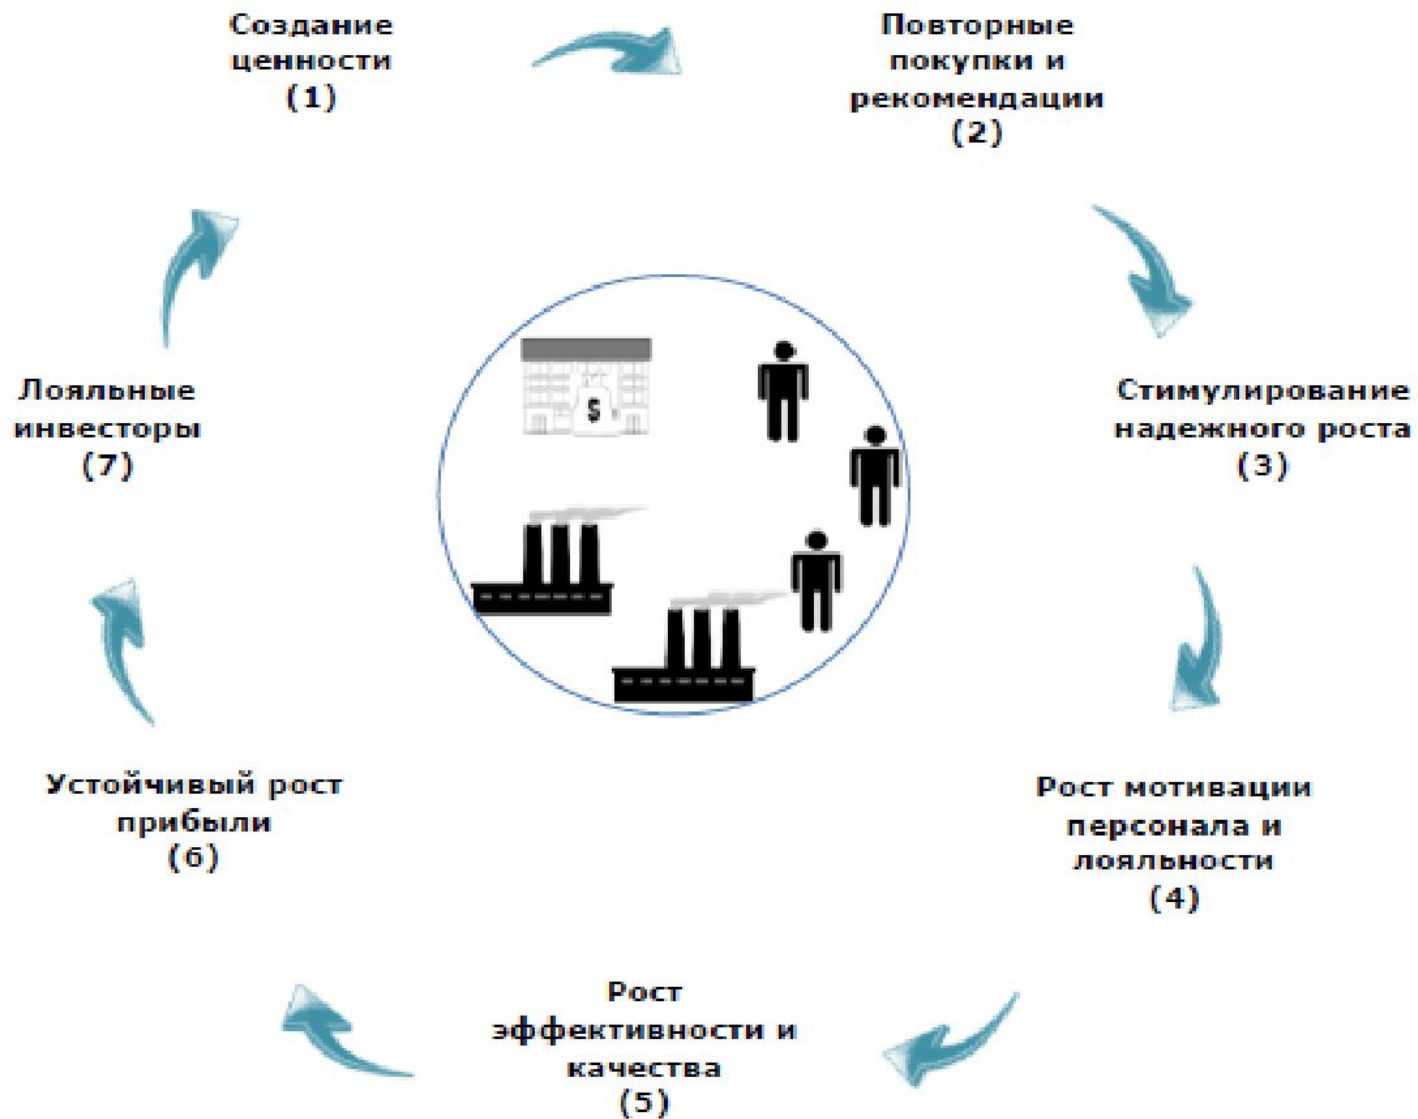 Создание
ценности
(1)
Повторные
покупки и
рекомендации
(2)
Стимулирование
надежного роста
(3)
Рост мотивации
персонала и
лояльности
(4)
Рост
эффективности и
качества
(5)
Устойчивый рост
прибыли
(6)
Лояльные
инвесторы
(7)
$